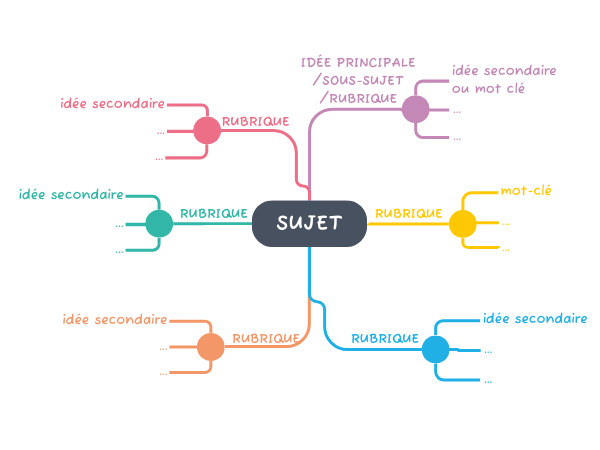 IDÉE PRINCIPALE
/SOUS-SUJET
/RUBRIQUE
idée secondaire
ou mot clé
...
...
idée secondaire
RUBRIQUE
...
...
idée secondaire
RUBRIQUE
...
...
SUJET
RUBRIQUE
mot-clé
...
...
idée secondaire
RUBRIQUE
...
...
RUBRIQUE
idée secondaire
...
...